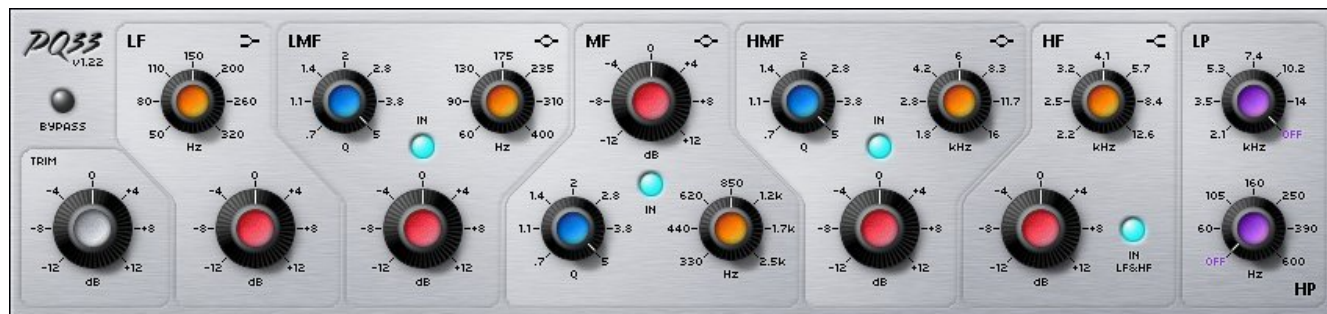 PQ33
v1.22
BYPASS
LF
50 80 110 150 200 260 320
Hz
LMF
.7 1.1 1.4 2 2.8 3.8 5
Q
IN
60 90 130 175 235 310 400
Hz
MF
-12 -8 -4 0 +4 +8
+12
dB
IN
HMF
.7 1.1 1.4 2 2.8 3.8 5
Q
IN
1.8 2.8 4.2 6 8.3 11.7 16
kHz
HF
2.2 2.5 3.2 4.1 5.7 8.4 12.6
kHz
LP
2.1 3.5 5.3 7.4 10.2 14 OFF
kHz
TRIM
-12 -8 -4 0 +4 +8 +12
dB
-12 -8 -4 0 +4 +8 +12
dB
-12 -8 -4 0 +4 +8 +12
dB
.7 1.1 1.4 2 2.8 3.8 5
Q
330 440 620 850 1.2k 1.7k 2.5k
Hz
-12 -8 -4 0 +4 +8 +12
dB
-12 -8 -4 0 +4 +8 +12
dB
IN
LF&HF
OFF 60 105 160 250 390 600
Hz
HP